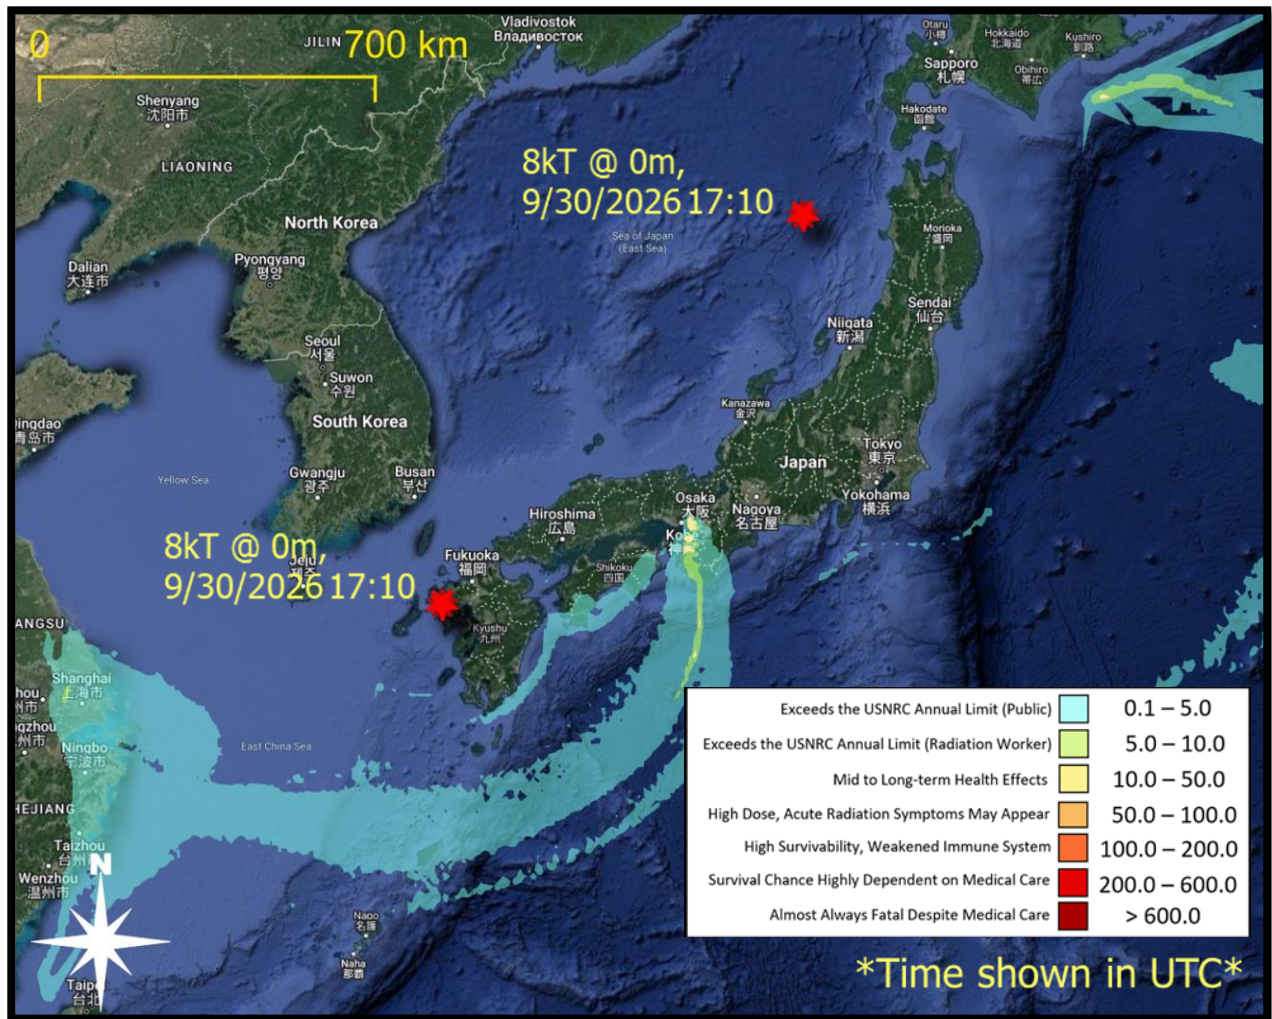 0
700 km
JILIN
Vladivostok
Владивосток
Otaru
小樽
Hokkaido
北海道
Kushiro
釧路
Sapporo
札幌
Obihiro
帯広
Shenyang
沈阳市
Hakodate
函館
LIAONING
8kT @ 0m,
9/30/2026 17:10
North Korea
Sea of Japan
(East Sea)
Morioka
盛岡
Pyongyang
평양
Dalian
大连市
Sendai
仙台
Niigata
新潟
Seoul
서울
Suwon
수원
Kanazawa
金沢
South Korea
ingdao
青岛市
Tokyo
東京
Japan
Gwangju
광주
Busan
부산
Yellow Sea
Osaka
大阪
Nagoya
名古屋
Yokohama
横浜
Hiroshima
広島
Kobe
神
8kT @ 0m,
9/30/2026 17:10
Jeju
제주
Fukuoka
福岡
Shikoku
四国
ANGSU
Kyushu
九州
Shanghai
上海市
hou
州市
gzhou
州市
Ningbo
宁波市
East China Sea
HEJIANG
Taizhou
台州
Wenzhou
温州市
N
Nago
名護
Naha
那覇
Taipe
台北
Exceeds the USNRC Annual Limit (Public) 0.1 – 5.0
Exceeds the USNRC Annual Limit (Radiation Worker) 5.0 – 10.0
Mid to Long-term Health Effects 10.0 – 50.0
High Dose, Acute Radiation Symptoms May Appear 50.0 – 100.0
High Survivability, Weakened Immune System 100.0 – 200.0
Survival Chance Highly Dependent on Medical Care 200.0 – 600.0
Almost Always Fatal Despite Medical Care > 600.0
*Time shown in UTC*